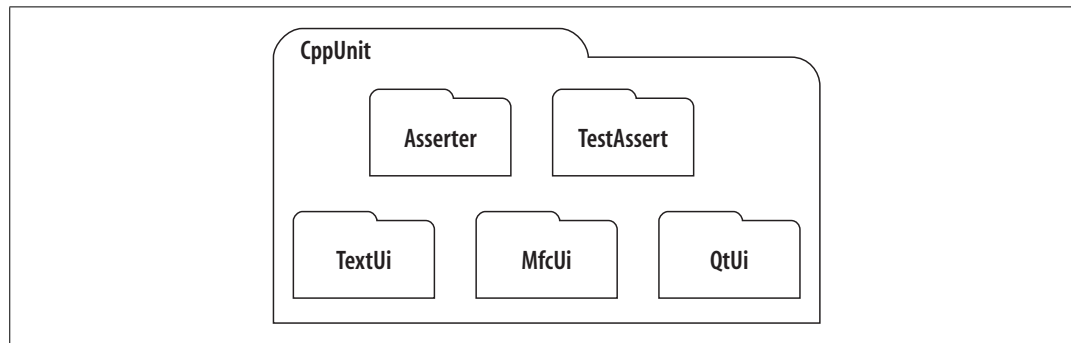 CppUnit
Asserter
TestAssert
TextUi
MfcUi
QtUi